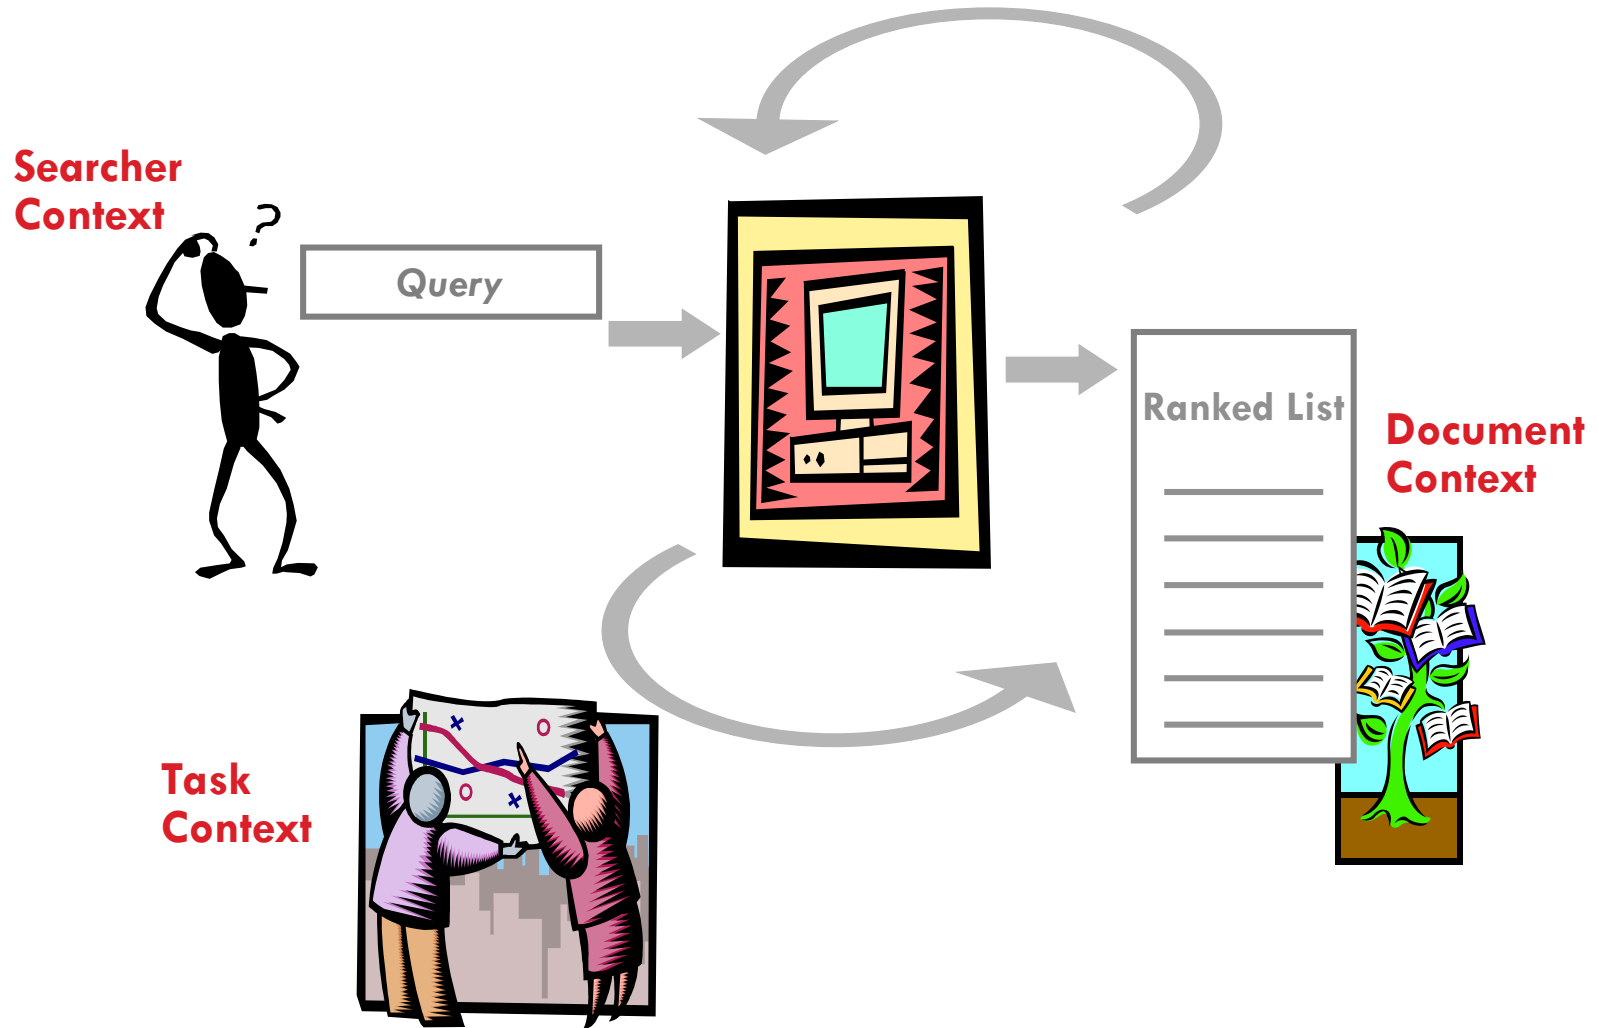 Searcher
Context
?
Query
Ranked List
Document
Context
Task
Context